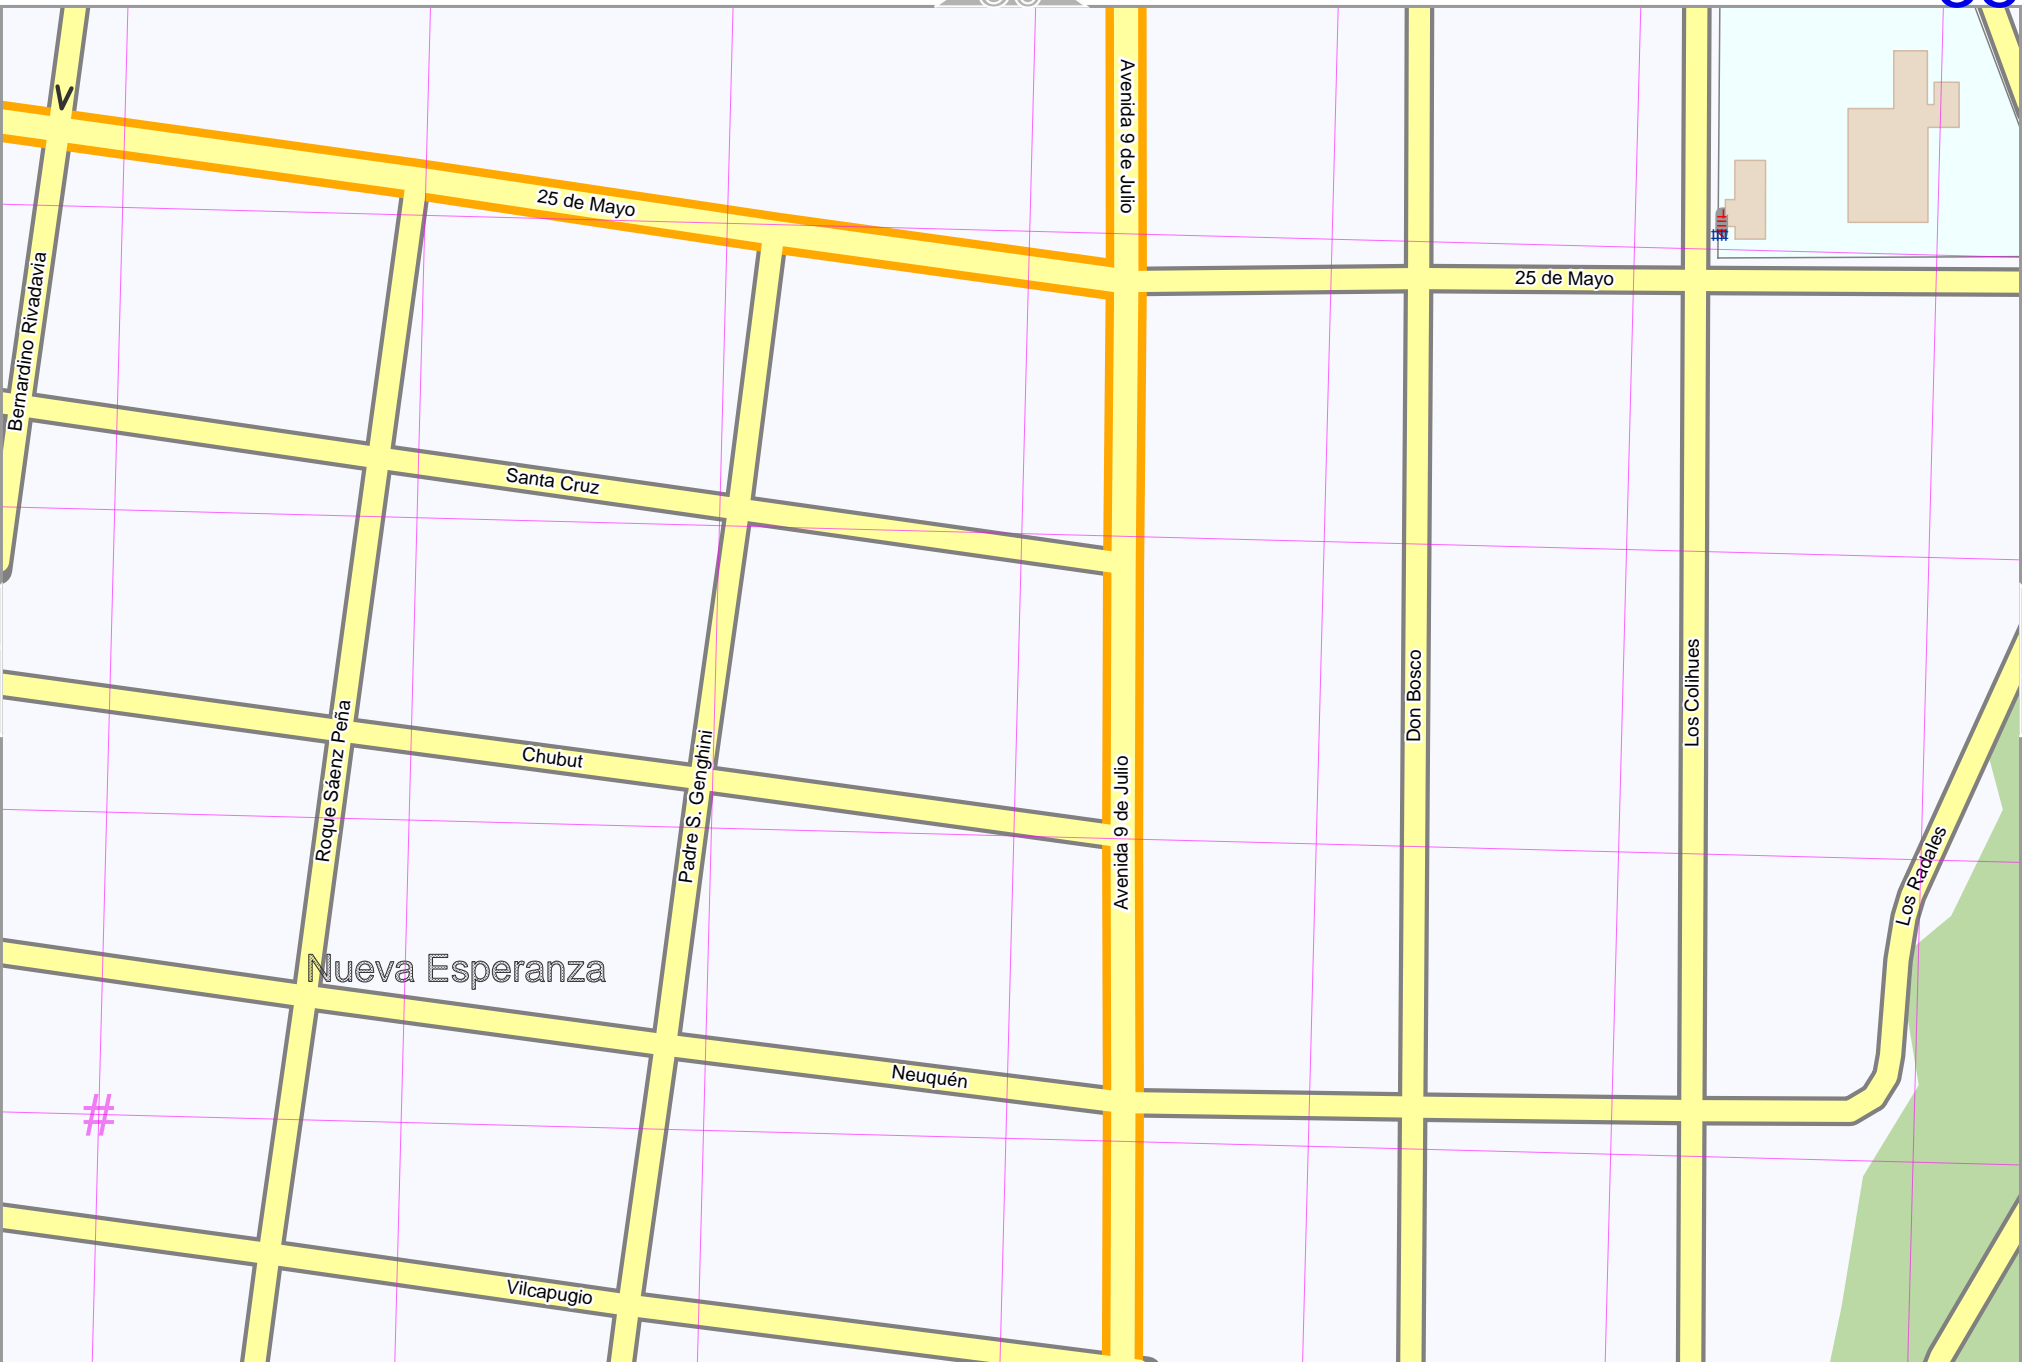 Avenida 9 de Julio
25 de Mayo
25 de Mayo
Bernardino Rivadavia
Santa Cruz
Don Bosco
Los Colihues
Roque Sáenz Peña
Chubut
Padre S. Genghini
Avenida 9 de Julio
Los Radales
Nueva Esperanza
Neuquén
#
Vilcapugio